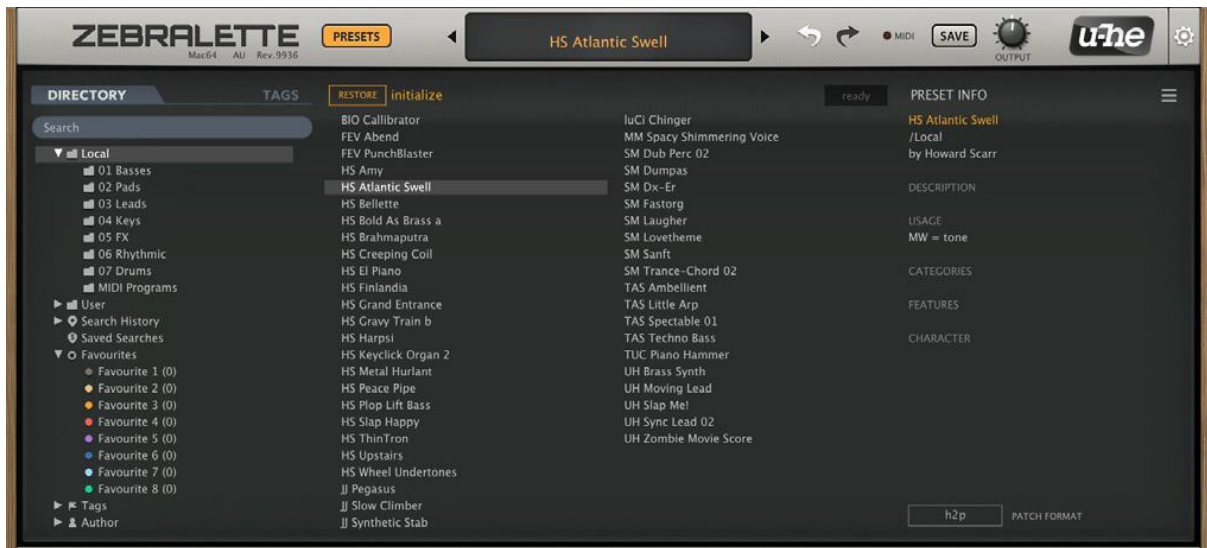 ZEBRALETTE
Mac64 AU Rev.9936
PRESETS
HS Atlantic Swell
MIDI
SAVE
OUTPUT
u-he
DIRECTORY
TAGS
Search
Local
01 Basses
02 Pads
03 Leads
04 Keys
05 FX
06 Rhythmic
07 Drums
MIDI Programs
User
Search History
Saved Searches
Favourites
Favourite 1 (0)
Favourite 2 (0)
Favourite 3 (0)
Favourite 4 (0)
Favourite 5 (0)
Favourite 6 (0)
Favourite 7 (0)
Favourite 8 (0)
Tags
Author
RESTORE initialize
ready
BIO Callibrator
FEV Abend
FEV PunchBlaster
HS Amy
HS Atlantic Swell
HS Bellette
HS Bold As Brass a
HS Brahmaputra
HS Creeping Coil
HS El Piano
HS Finlandia
HS Grand Entrance
HS Gravy Train b
HS Harpsi
HS Keyclick Organ 2
HS Metal Hurlant
HS Peace Pipe
HS Plop Lift Bass
HS Slap Happy
HS ThinTron
HS Upstairs
HS Wheel Undertones
JJ Pegasus
JJ Slow Climber
JJ Synthetic Stab
luCi Chinger
MM Spacy Shimmering Voice
SM Dub Perc 02
SM Dumpas
SM Dx-Er
SM Fastorg
SM Laugher
SM Lovetheme
SM Sanft
SM Trance-Chord 02
TAS Ambellient
TAS Little Arp
TAS Spectable 01
TAS Techno Bass
TUC Piano Hammer
UH Brass Synth
UH Moving Lead
UH Slap Me!
UH Sync Lead 02
UH Zombie Movie Score
PRESET INFO
HS Atlantic Swell
/Local
by Howard Scarr
DESCRIPTION
USAGE
MW = tone
CATEGORIES
FEATURES
CHARACTER
h2p PATCH FORMAT